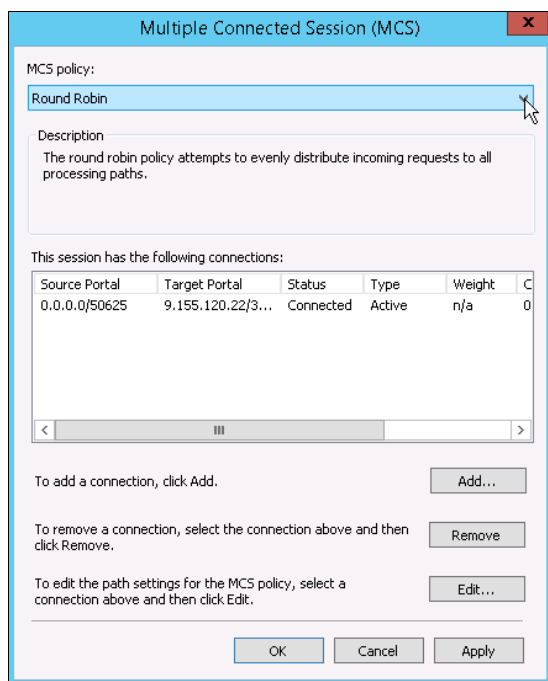 Multiple Connected Session (MCS)
x
MCS policy:
Round Robin
Description
The round robin policy attempts to evenly distribute incoming requests to all
processing paths.
This session has the following connections:
Source Portal Target Portal Status Type Weight C
0.0.0.0/50625 9.155.120.22/3... Connected Active n/a 0
To add a connection, click Add.
Add...
To remove a connection, select the connection above and then
click Remove.
Remove
To edit the path settings for the MCS policy, select a
connection above and then click Edit.
Edit...
OK Cancel Apply